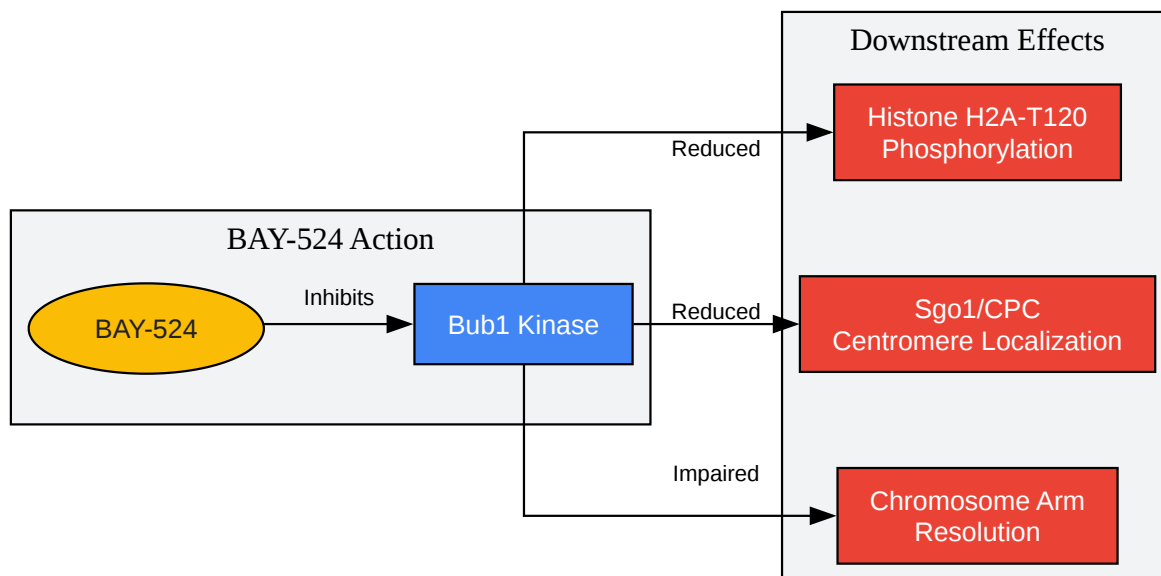 Downstream Effects
Histone H2A-T120
Phosphorylation
Reduced
BAY-524 Action
Inhibits
BAY-524
Bub1 Kinase
Reduced
Sgo1/CPC
Centromere Localization
Impaired
Chromosome Arm
Resolution